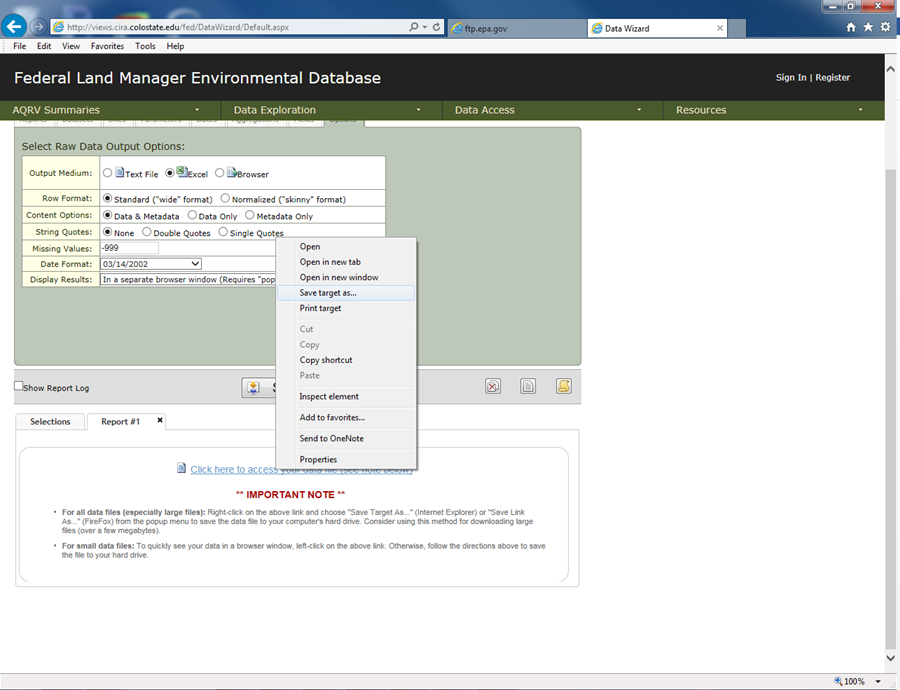 http://views.cira.colostate.edu/fed/DataWizard/Default.aspx
ftp.epa.gov
Data Wizard
File Edit View Favorites Tools Help
Federal Land Manager Environmental Database
Sign In | Register
AQRV Summaries Data Exploration Data Access Resources
Reports Datasets Sites Parameters Dates Aggregations Fields Options
Select Raw Data Output Options:
Output Medium: Text File Excel Browser
Row Format: Standard ("wide" format) Normalized ("skinny" format)
Content Options: Data & Metadata Data Only Metadata Only
String Quotes: None Double Quotes Single Quotes
Missing Values: -999
Date Format: 03/14/2002
Display Results: In a separate browser window (Requires "pop
Open
Open in new tab
Open in new window
Save target as...
Print target
Cut
Copy
Copy shortcut
Paste
Inspect element
Add to favorites...
Send to OneNote
Properties
Show Report Log
Selections Report #1
Click here to access your data file (see note below)
** IMPORTANT NOTE **
• For all data files (especially large files): Right-click on the above link and choose "Save Target As..." (Internet Explorer) or "Save Link
As..." (FireFox) from the popup menu to save the data file to your computer's hard drive. Consider using this method for downloading large
files (over a few megabytes).
• For small data files: To quickly see your data in a browser window, left-click on the above link. Otherwise, follow the directions above to save
the file to your hard drive.
100%